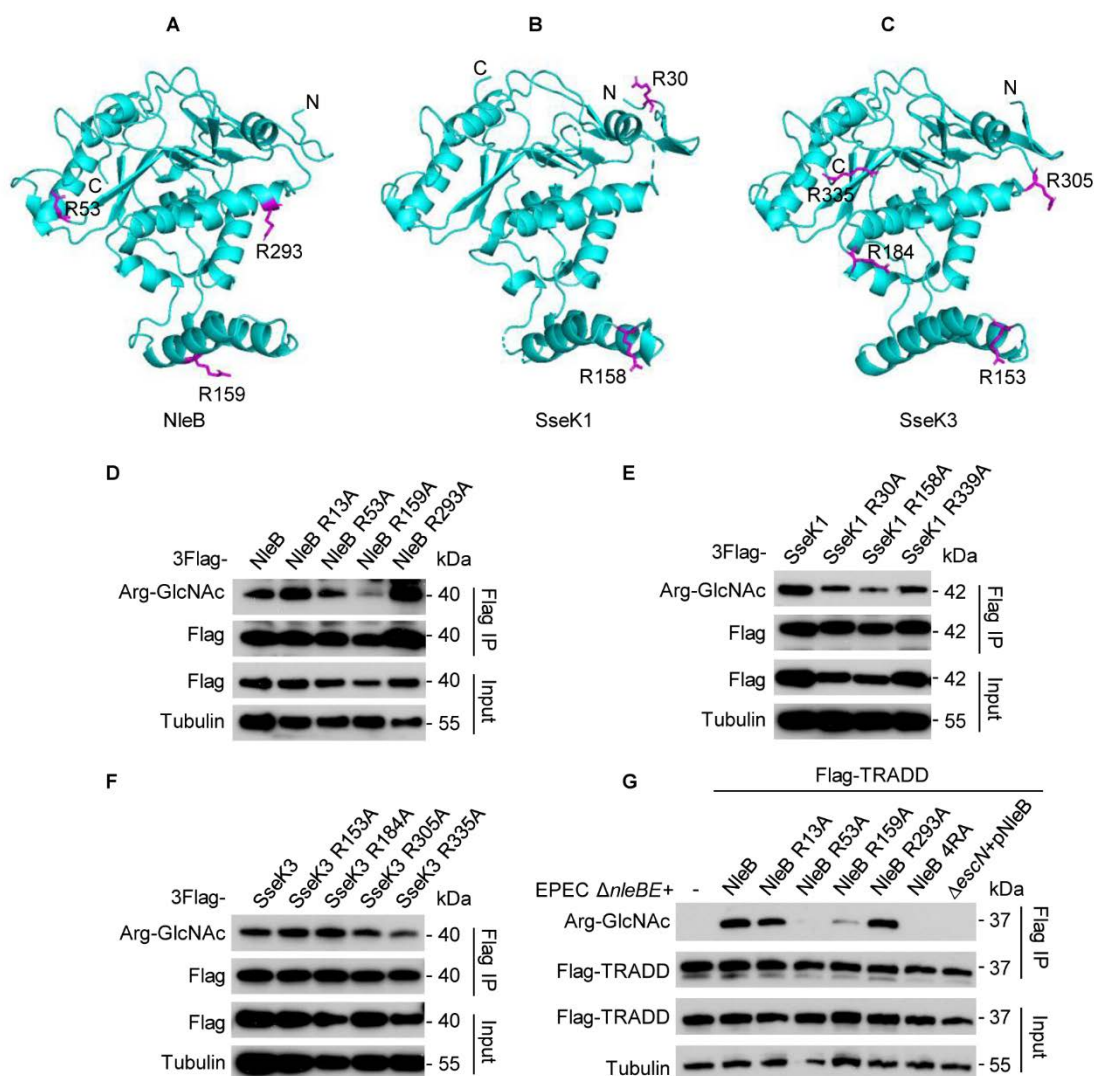 A
B
C
N
C
R53
R293
R159
NleB
C
N
R30
R158
SseK1
N
C
R335
R305
R184
R153
SseK3
D
3Flag- NleB NleB R13A NleB R53A NleB R159A NleB R293A kDa
Arg-GlcNAc - 40
Flag - 40
Flag IP
Flag - 40
Tubulin - 55
Input
E
3Flag- SseK1 SseK1 R30A SseK1 R158A SseK1 R339A kDa
Arg-GlcNAc - 42
Flag - 42
Flag IP
Flag - 42
Tubulin - 55
Input
F
3Flag- SseK3 SseK3 R153A SseK3 R184A SseK3 R305A SseK3 R335A kDa
Arg-GlcNAc - 40
Flag - 40
Flag IP
Flag - 40
Tubulin - 55
Input
G
Flag-TRADD
EPEC ΔnleBE+ - NleB NleB R13A NleB R53A NleB R159A NleB R293A NleB 4RA ΔescN+pNleB kDa
Arg-GlcNAc - 37
Flag-TRADD - 37
Flag IP
Flag-TRADD - 37
Tubulin - 55
Input